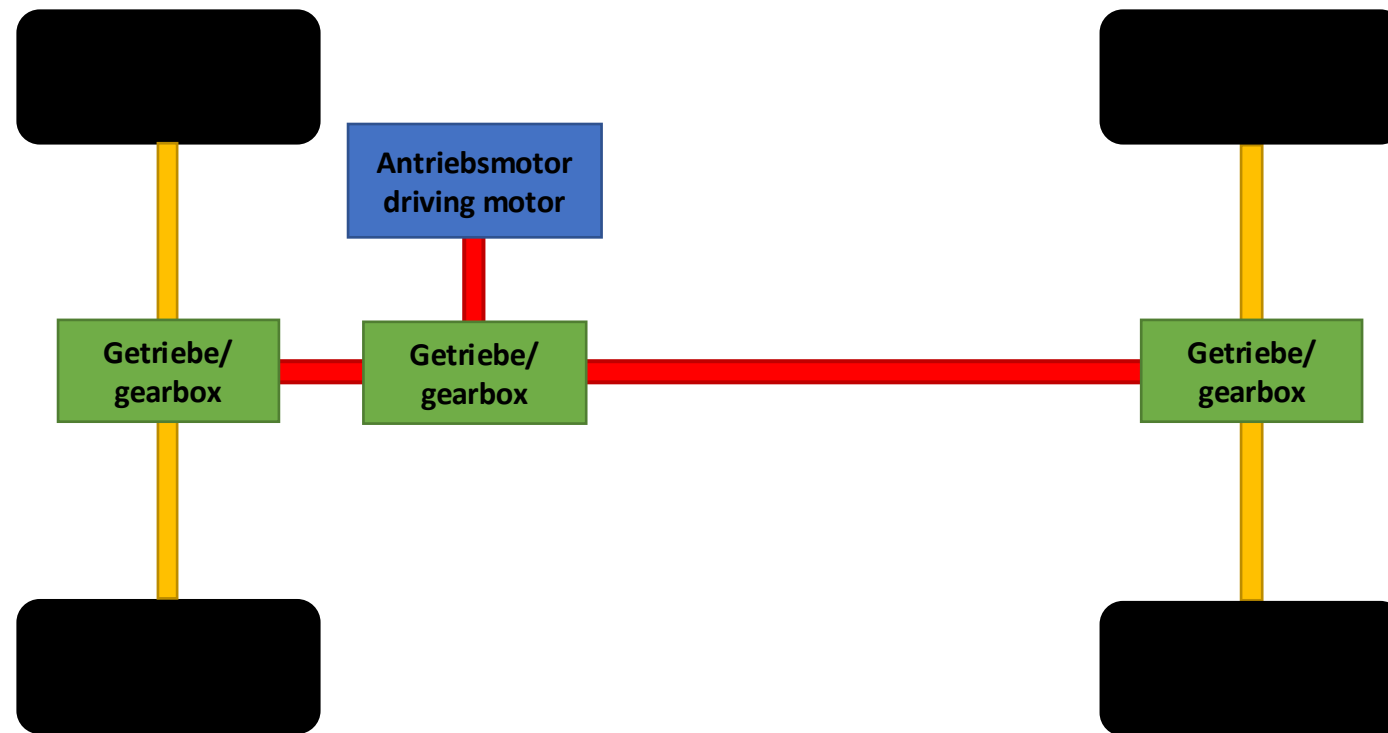 Antriebsmotor
driving motor
Getriebe/
gearbox
Getriebe/
gearbox
Getriebe/
gearbox